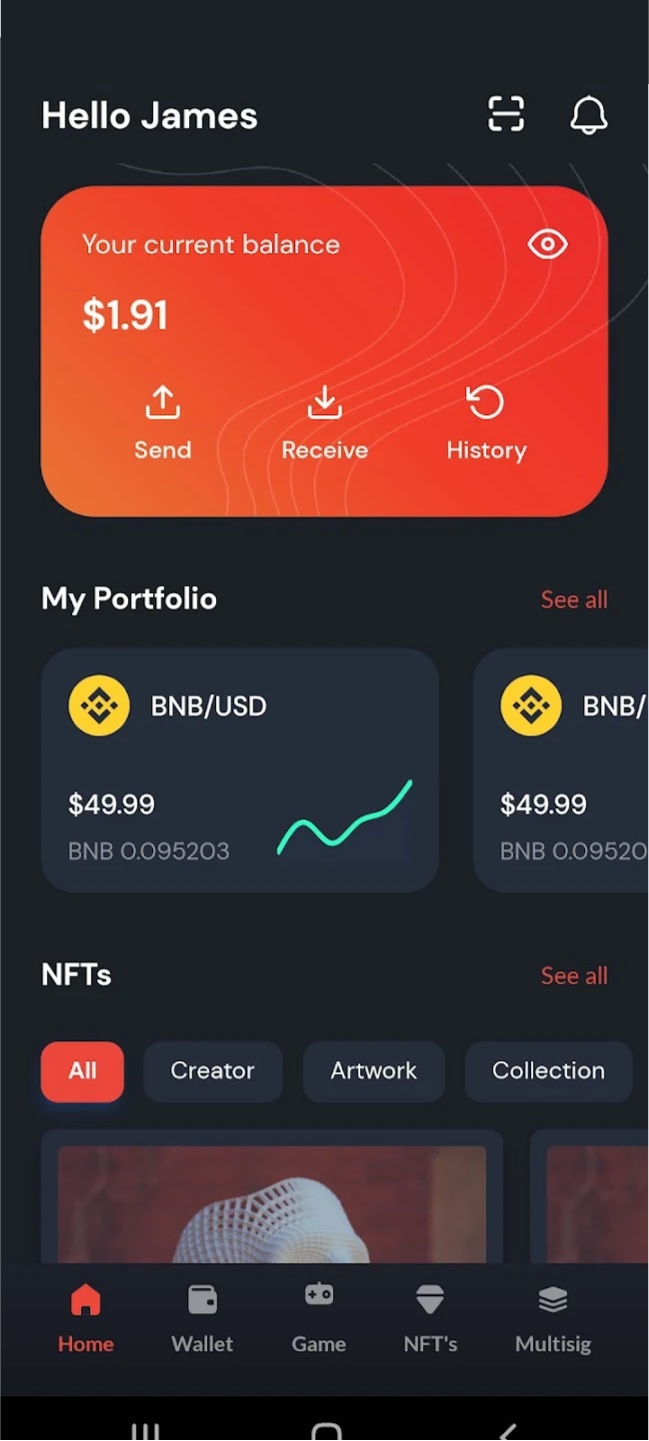 Hello James
Your current balance
$1.91
Send Receive History
My Portfolio See all
BNB/USD BNB/
$49.99 $49.99
BNB 0.095203 BNB 0.09520
NFTs See all
All Creator Artwork Collection
Home Wallet Game NFT's Multisig